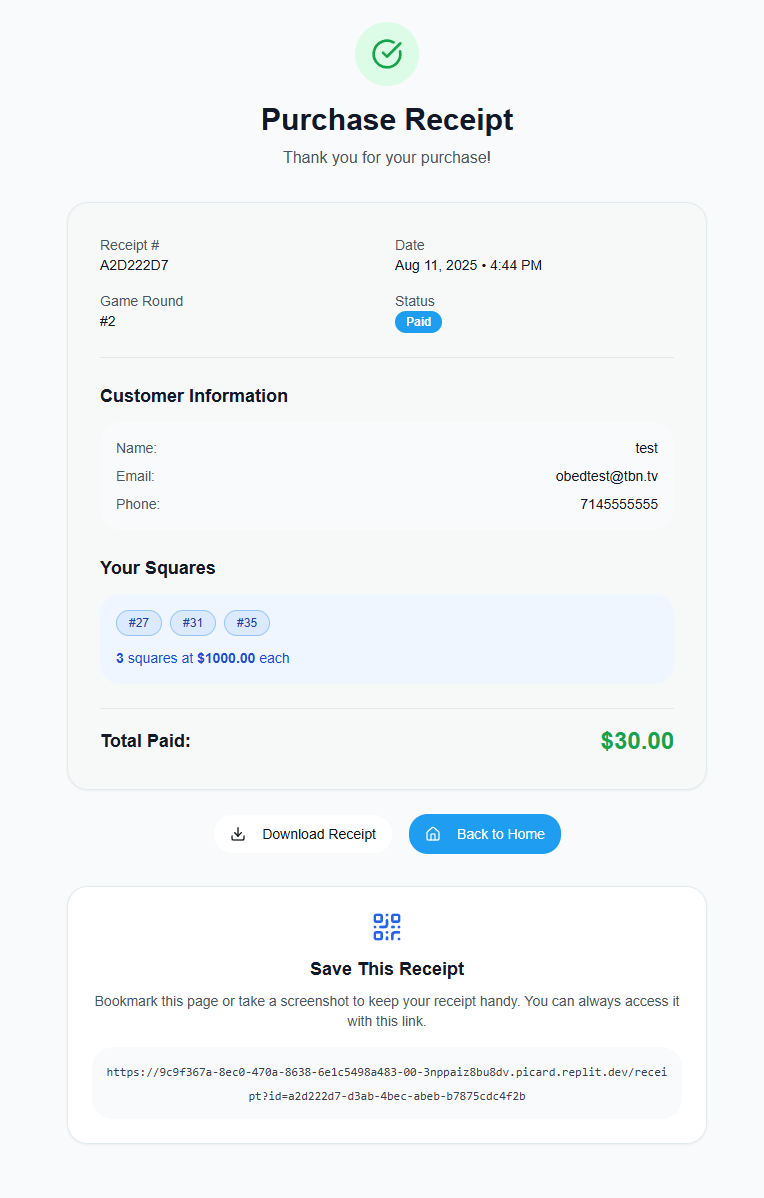 Purchase Receipt
Thank you for your purchase!
Receipt #
Date
A2D222D7
Aug 11, 2025 • 4:44 PM
Game Round
Status
#2
Paid
Customer Information
Name:
test
Email:
obedtest@tbn.tv
Phone:
7145555555
Your Squares
#27 #31 #35
3 squares at $1000.00 each
Total Paid:
$30.00
Download Receipt
Back to Home
Save This Receipt
Bookmark this page or take a screenshot to keep your receipt handy. You can always access it
with this link.
https://9c9f367a-8ec0-470a-8638-6e1c5498a483-00-3nppaiz8bu8dv.picard.replit.dev/recei
pt?id=a2d222d7-d3ab-4bec-abeb-b7875cdc4f2b